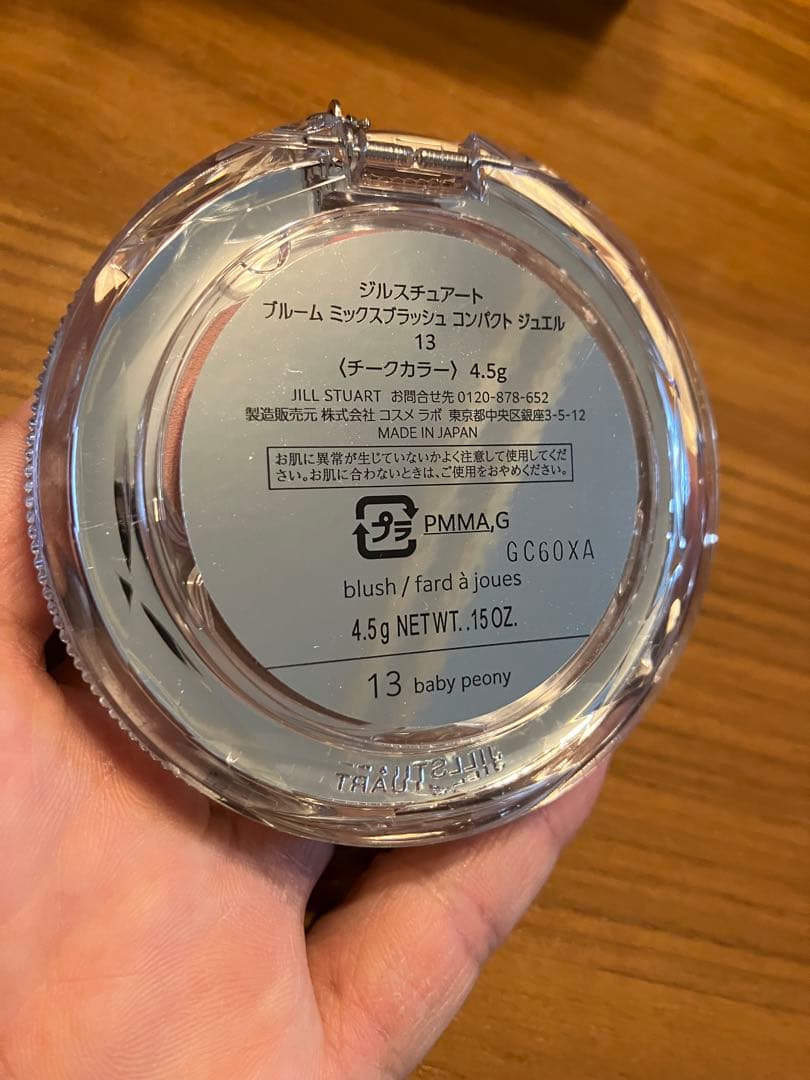 ジルスチュアート
ブルーム ミックスブラッシュ コンパクト ジュエル
13
〈チークカラー〉 4.5g
JILL STUART お問合せ先 0120-878-652
製造販売元 株式会社 コスメ ラボ 東京都中央区銀座3-5-12
MADE IN JAPAN
お肌に異常が生じていないかよく注意して使用してくだ
さい。お肌に合わないときは、ご使用をおやめください。
プラ PMMA,G
GC60XA
blush / fard à joues
4.5g NET WT. .15 OZ.
13 baby peony
JILL STUART